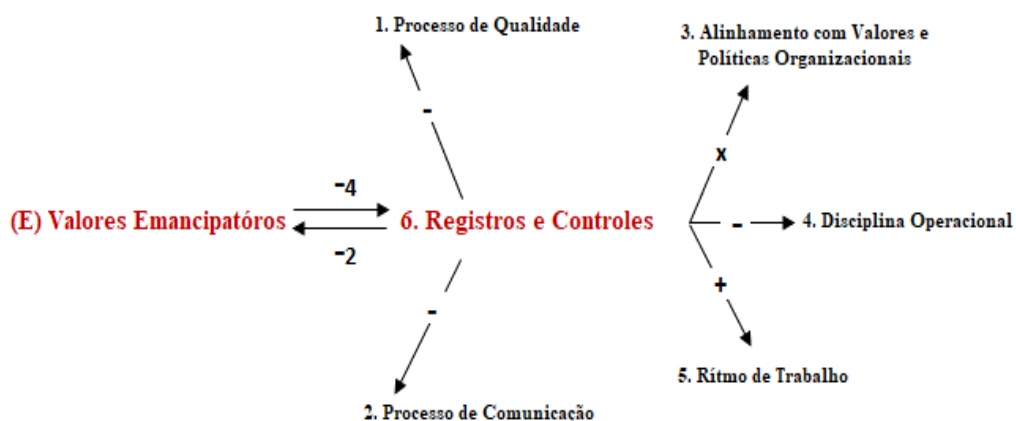 1. Processo de Qualidade
3. Alinhamento com Valores e
Políticas Organizacionais
-
x
-4
(E) Valores Emancipatóros
6. Registros e Controles
-
4. Disciplina Operacional
-2
+
-
5. Rítmo de Trabalho
2. Processo de Comunicação